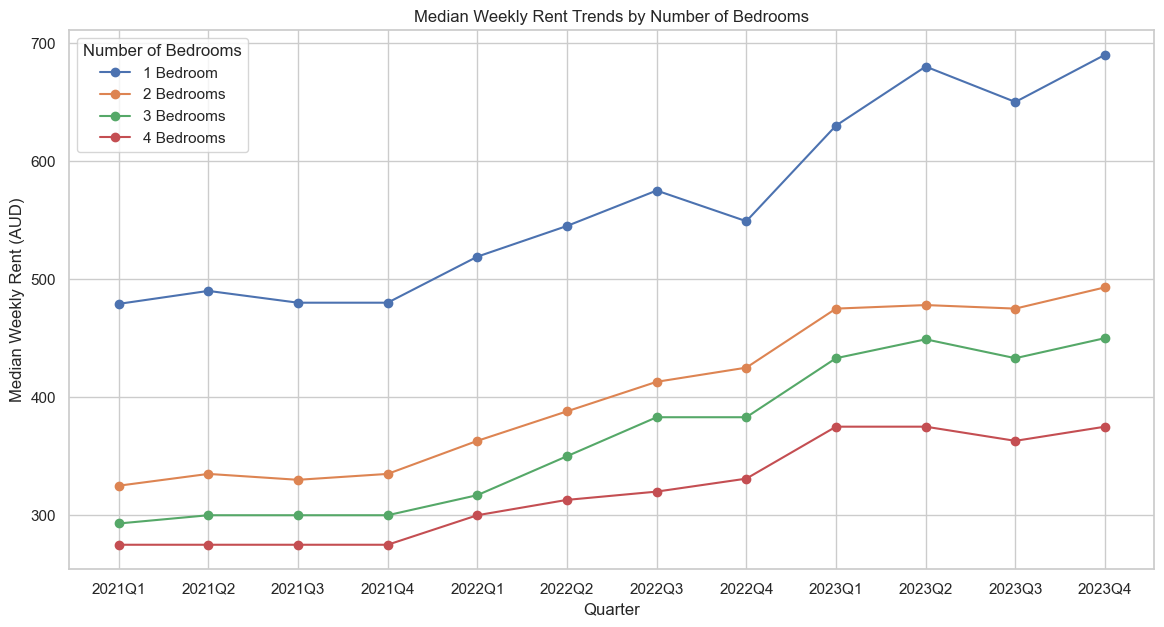 Median Weekly Rent Trends by Number of Bedrooms
Number of Bedrooms
1 Bedroom
2 Bedrooms
3 Bedrooms
4 Bedrooms
Median Weekly Rent (AUD)
700
600
500
400
300
2021Q1 2021Q2 2021Q3 2021Q4 2022Q1 2022Q2 2022Q3 2022Q4 2023Q1 2023Q2 2023Q3 2023Q4
Quarter